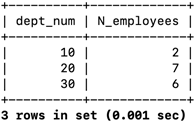 +----------+-------------+
| dept_num | N_employees |
+----------+-------------+
| 10 | 2 |
| 20 | 7 |
| 30 | 6 |
+----------+-------------+
3 rows in set (0.001 sec)